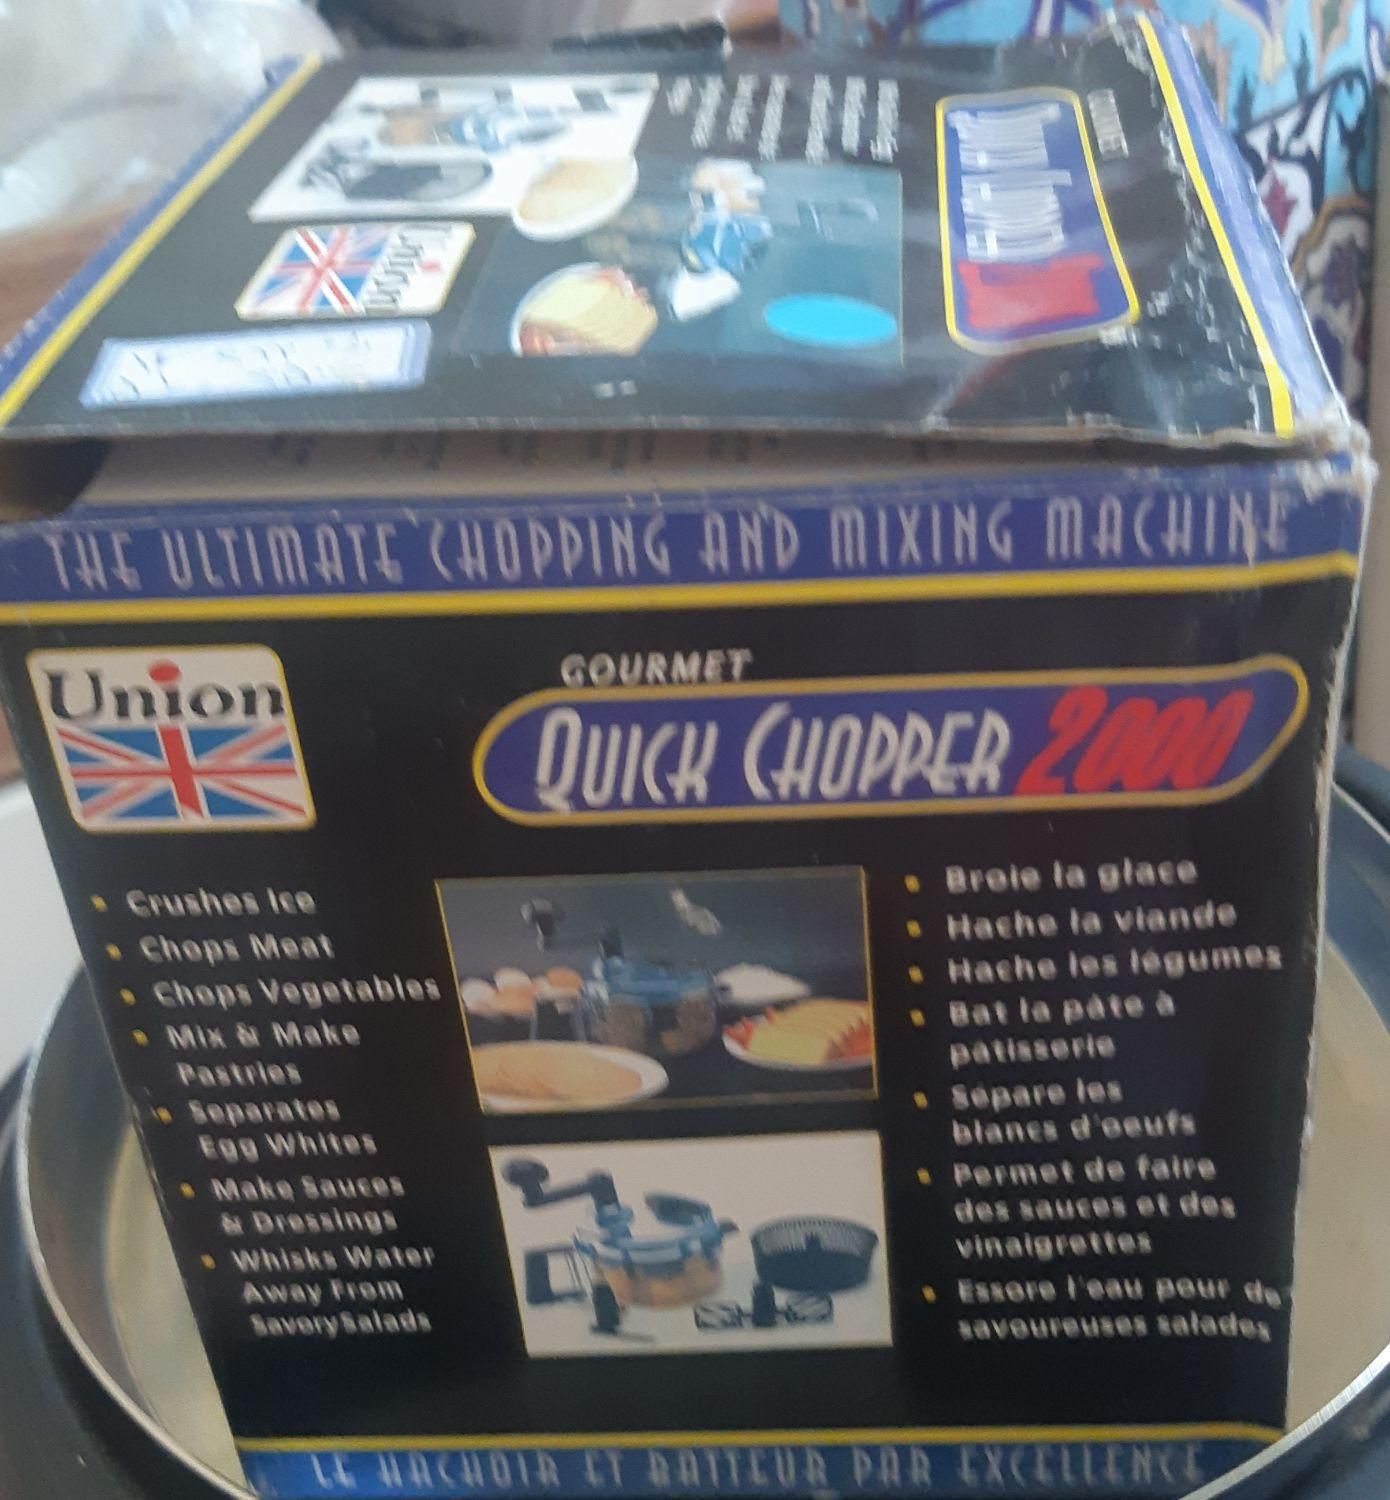 Union
THE ULTIMATE CHOPPING AND MIXING MACHINE
Union
GOURMET
QUICK CHOPPER 2000
Crushes Ice
Chops Meat
Chops Vegetables
Mix & Make
Pastries
Separates
Egg Whites
Make Sauces
& Dressings
Whisks Water
Away From
Savory Salads
Broie la glace
Hache la viande
Hache les légumes
Bat la pâte à
pâtisserie
Sépare les
blancs d'oeufs
Permet de faire
des sauces et des
vinaigrettes
Essore l'eau pour de
savoureuses salades
LE HACHOIR ET BATTEUR PAR EXCELLENCE